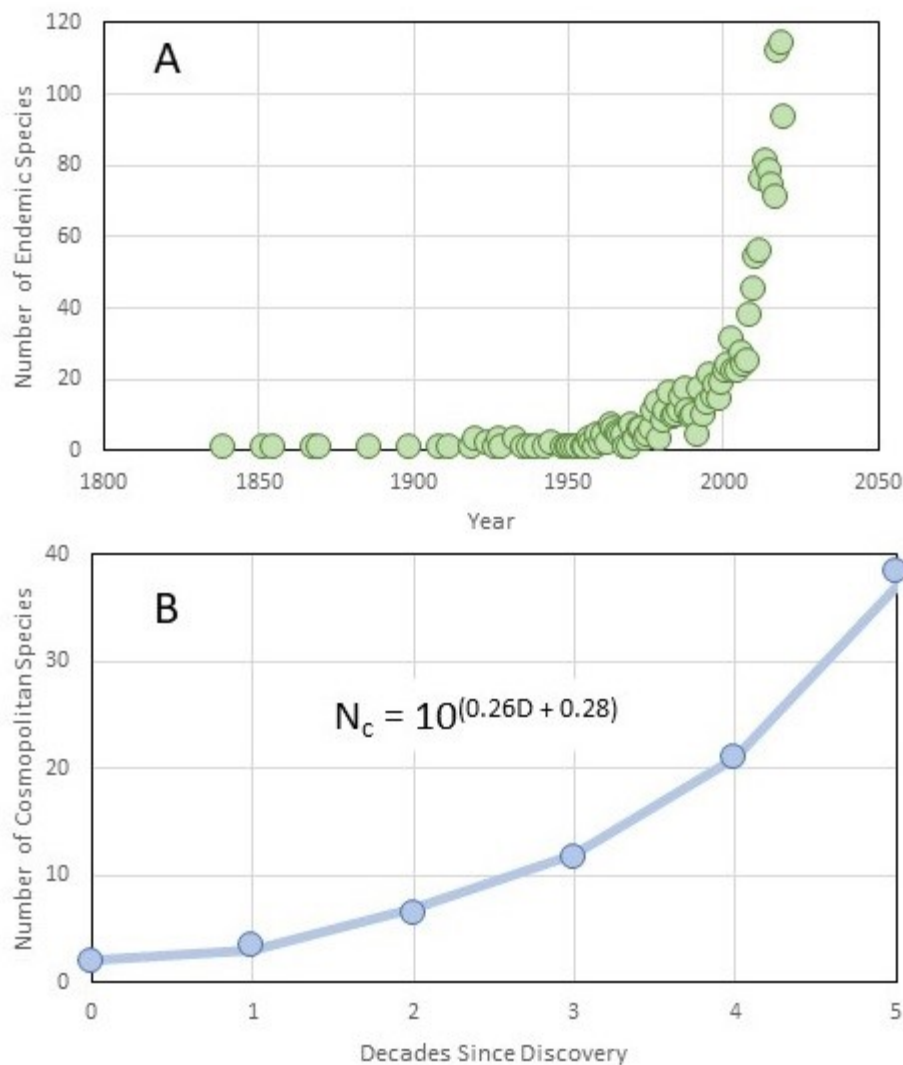 120
A
100
80
60
40
20
0
Number of Endemic Species
1800 1850 1900 1950 2000 2050
Year
40
B
30
N_c = 10^(0.26D + 0.28)
20
10
0
Number of Cosmopolitan Species
0 1 2 3 4 5
Decades Since Discovery